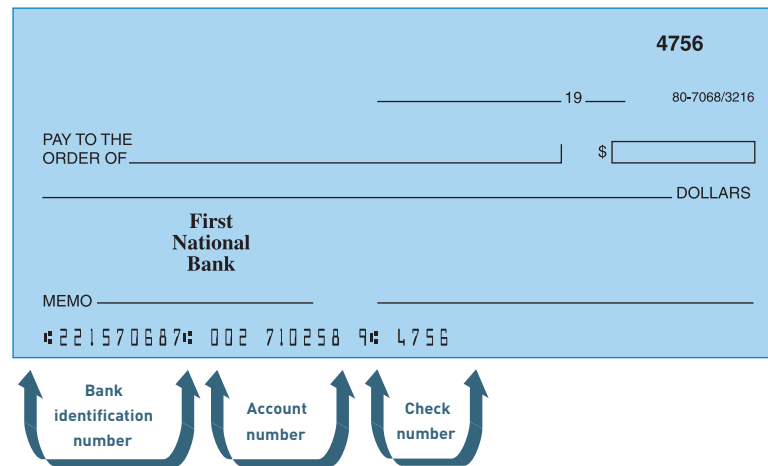 4756
19 80-7068/3216
PAY TO THE
ORDER OF $
DOLLARS
First
National
Bank
MEMO
⑆221570687⑆ 002 710258 9⑆ 4756
Bank
identification
number
Account
number
Check
number